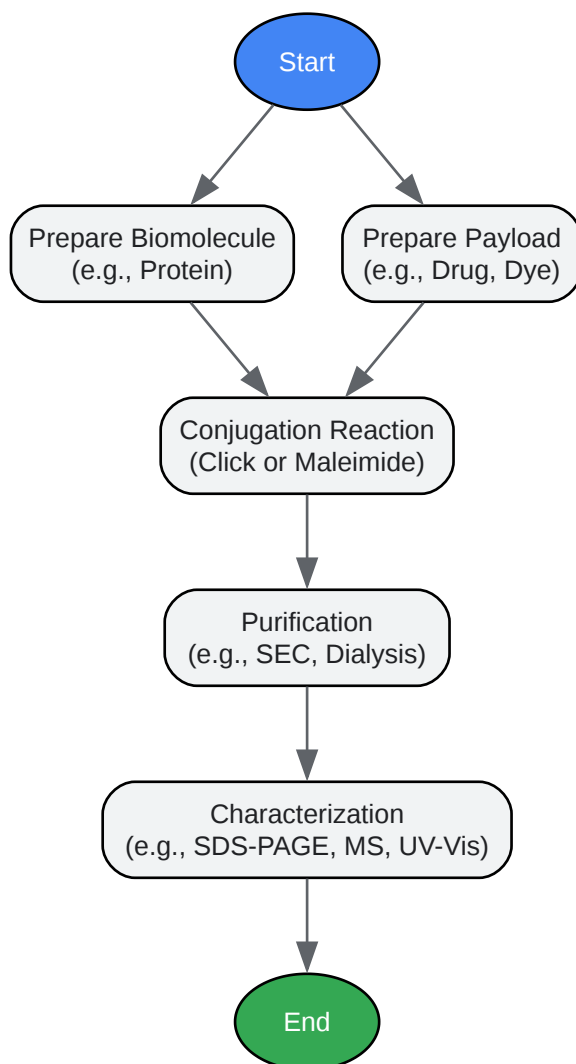 Start
Prepare Biomolecule
(e.g., Protein)
Prepare Payload
(e.g., Drug, Dye)
Conjugation Reaction
(Click or Maleimide)
Purification
(e.g., SEC, Dialysis)
Characterization
(e.g., SDS-PAGE, MS, UV-Vis)
End